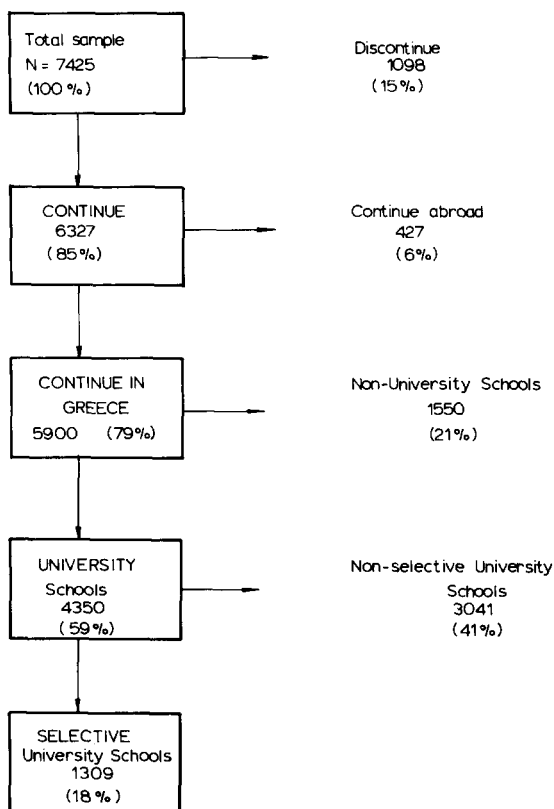 Total sample
N = 7425
(100%)
Discontinue
1098
(15%)
CONTINUE
6327
(85%)
Continue abroad
427
(6%)
CONTINUE IN
GREECE
5900 (79%)
Non-University Schools
1550
(21%)
UNIVERSITY
Schools
4350
(59%)
Non-selective University
Schools
3041
(41%)
SELECTIVE
University Schools
1309
(18%)